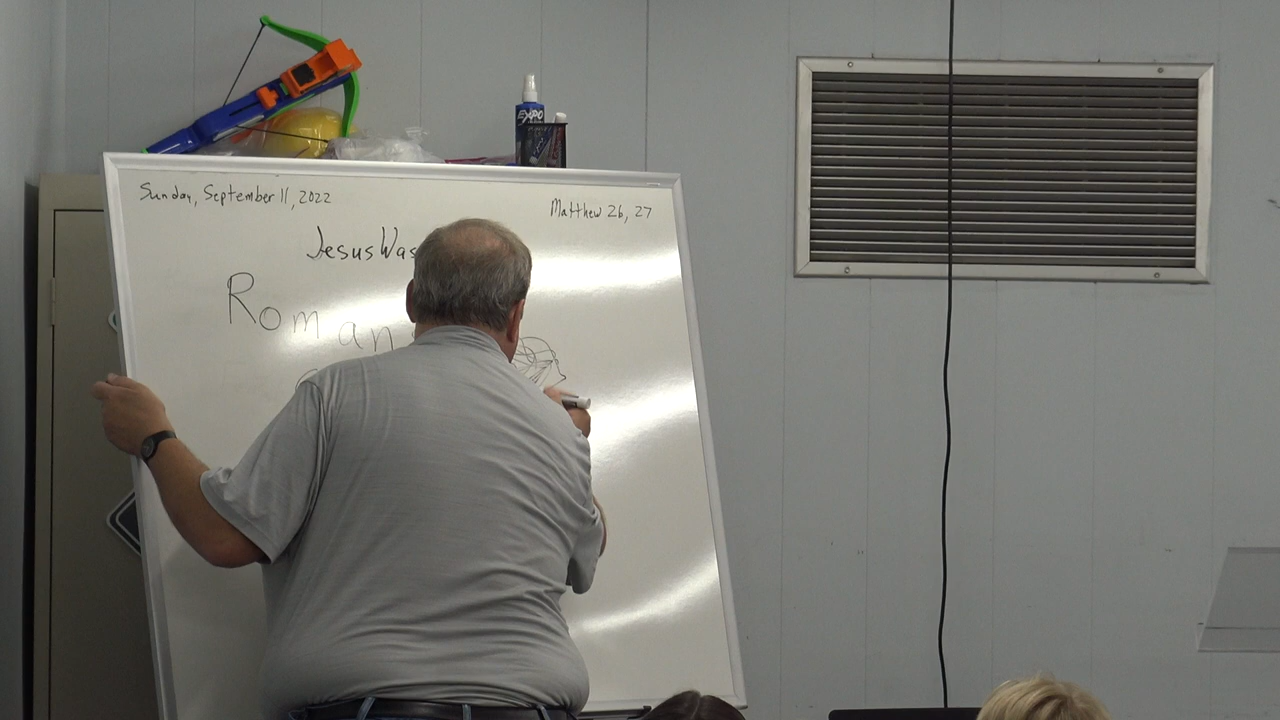 EXPO
Sunday, September 11, 2022
Matthew 26, 27
Jesus Was
Roman